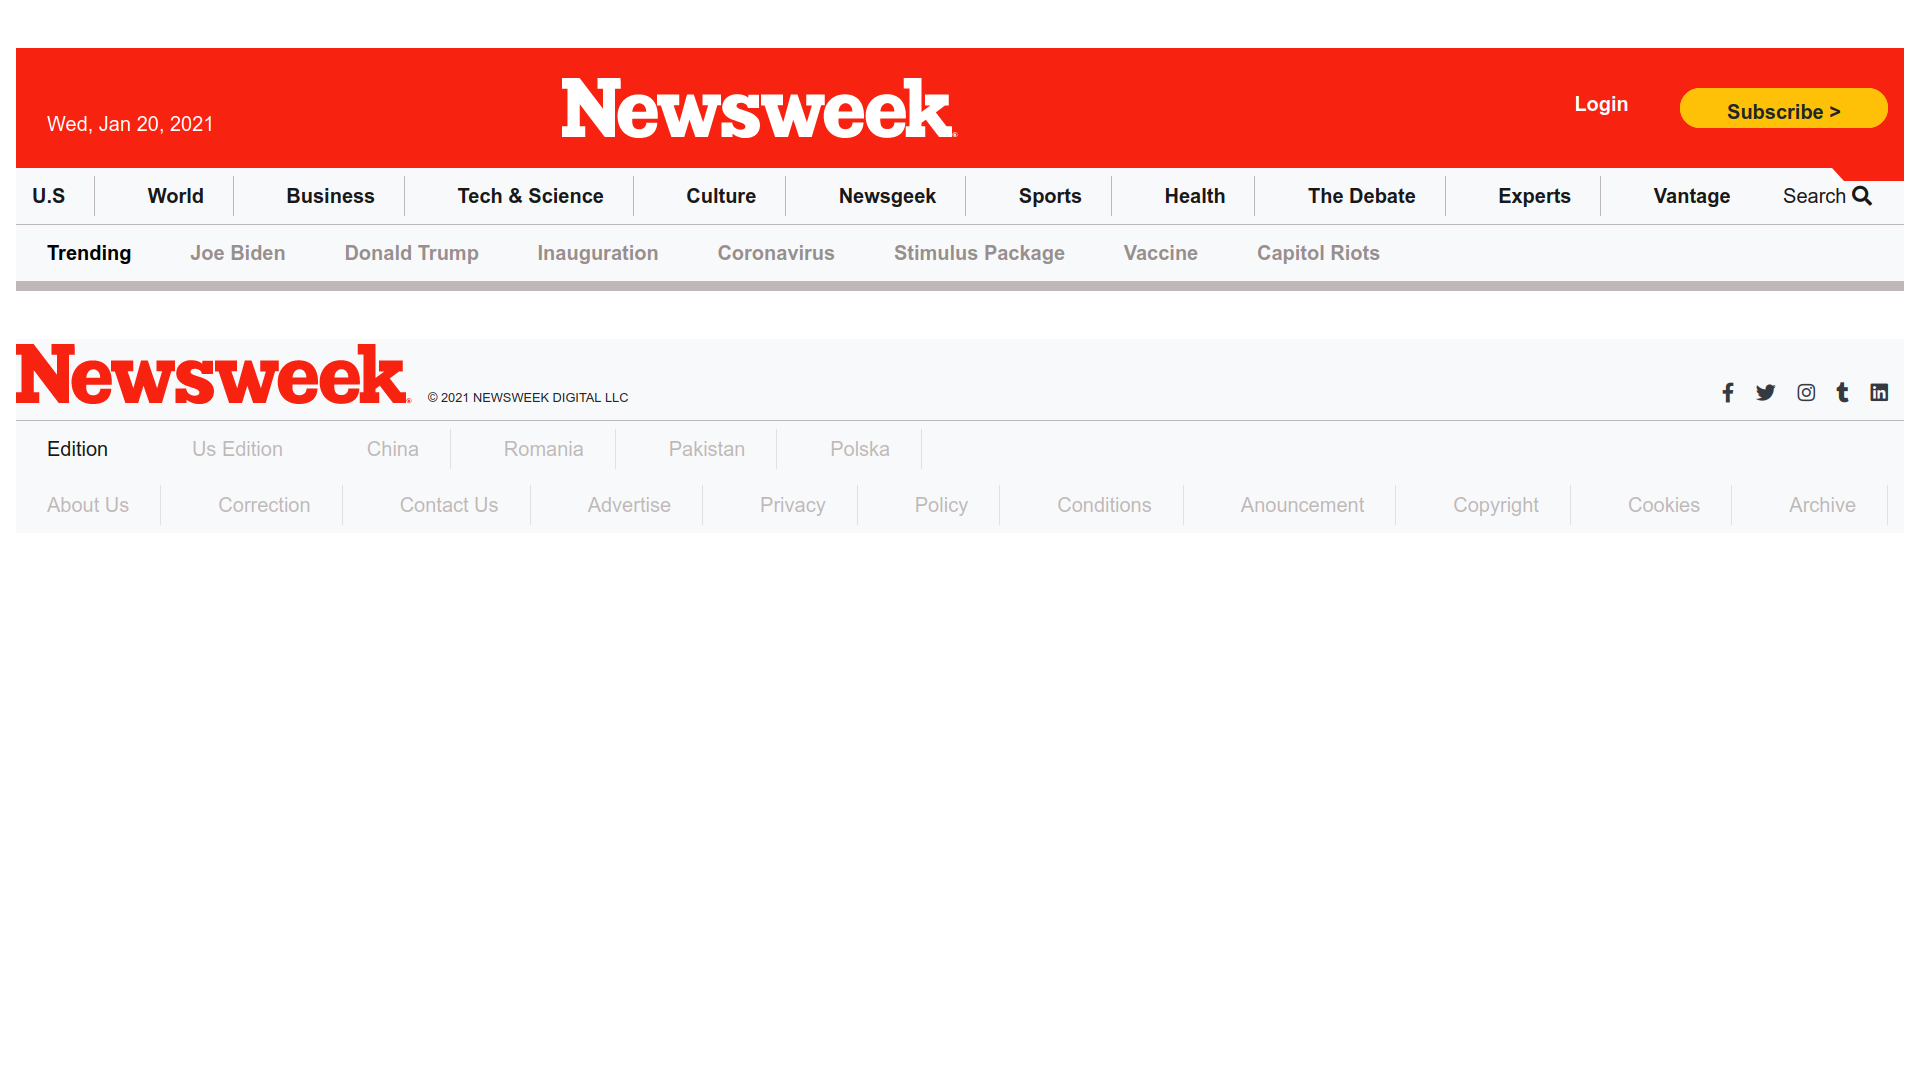 Wed, Jan 20, 2021 Newsweek® Login Subscribe >
U.S World Business Tech & Science Culture Newsgeek Sports Health The Debate Experts Vantage Search
Trending Joe Biden Donald Trump Inauguration Coronavirus Stimulus Package Vaccine Capitol Riots
Newsweek® © 2021 NEWSWEEK DIGITAL LLC
Edition Us Edition China Romania Pakistan Polska
About Us Correction Contact Us Advertise Privacy Policy Conditions Anouncement Copyright Cookies Archive